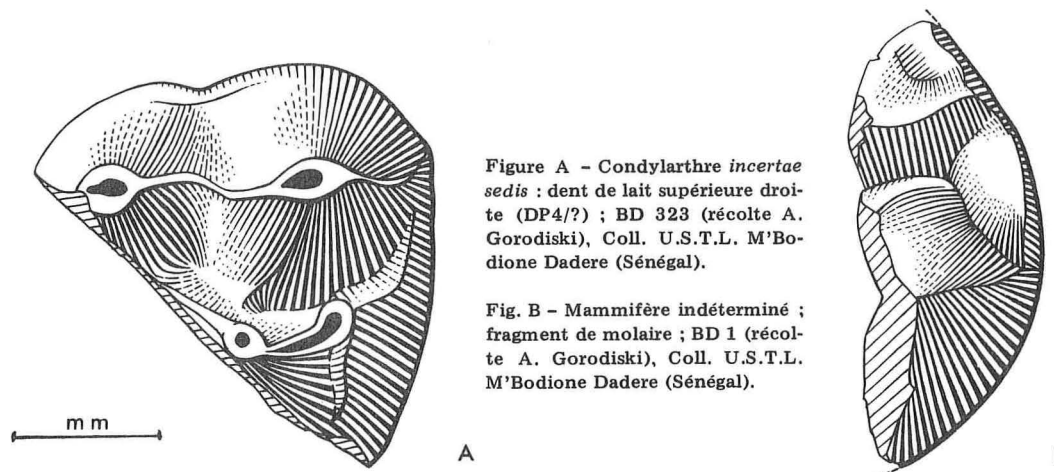 Figure A - Condylarthre incertae
sedis : dent de lait supérieure droi-
te (DP4/?) ; BD 323 (récolte A.
Gorodiski), Coll. U.S.T.L. M'Bo-
dione Dadere (Sénégal).
Fig. B - Mammifère indéterminé ;
fragment de molaire ; BD 1 (récol-
te A. Gorodiski), Coll. U.S.T.L.
M'Bodione Dadere (Sénégal).
mm
A